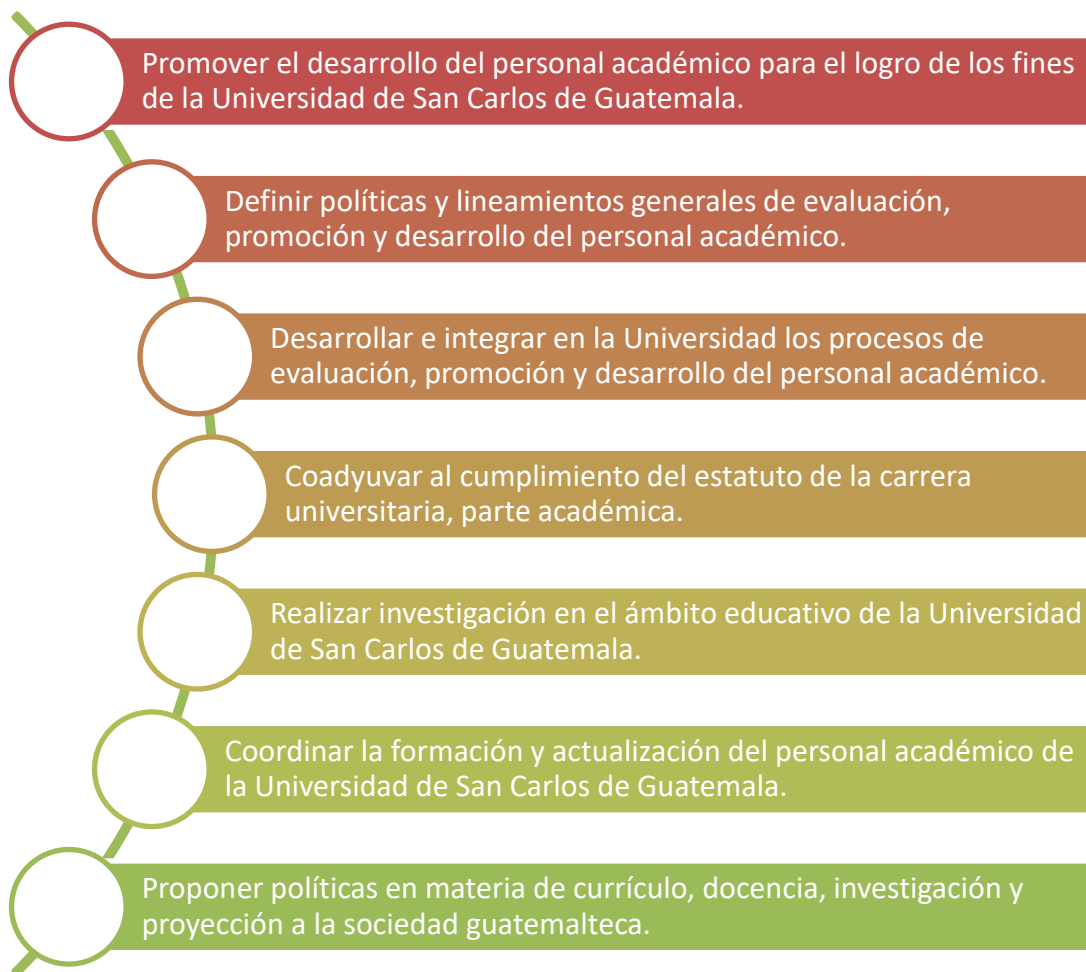 Promover el desarrollo del personal académico para el logro de los fines
de la Universidad de San Carlos de Guatemala.
Definir políticas y lineamientos generales de evaluación,
promoción y desarrollo del personal académico.
Desarrollar e integrar en la Universidad los procesos de
evaluación, promoción y desarrollo del personal académico.
Coadyuvar al cumplimiento del estatuto de la carrera
universitaria, parte académica.
Realizar investigación en el ámbito educativo de la Universidad
de San Carlos de Guatemala.
Coordinar la formación y actualización del personal académico de
la Universidad de San Carlos de Guatemala.
Proponer políticas en materia de currículo, docencia, investigación y
proyección a la sociedad guatemalteca.